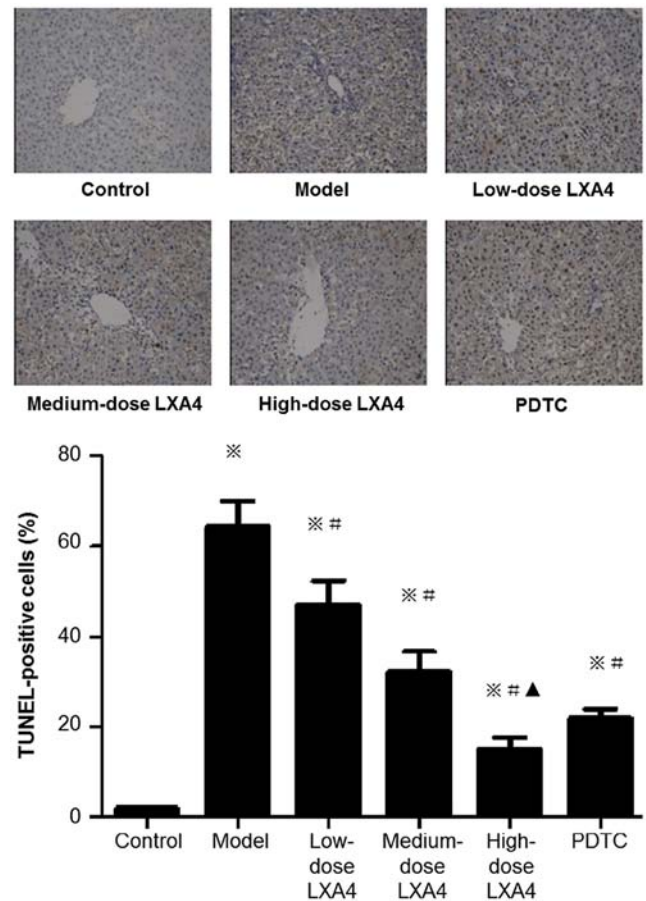 Control
Model
Low-dose LXA4
Medium-dose LXA4
High-dose LXA4
PDTC
TUNEL-positive cells (%)
80
60
40
20
0
※
※ #
※ #
※ # ▲
※ #
Control
Model
Low-
dose
LXA4
Medium-
dose
LXA4
High-
dose
LXA4
PDTC